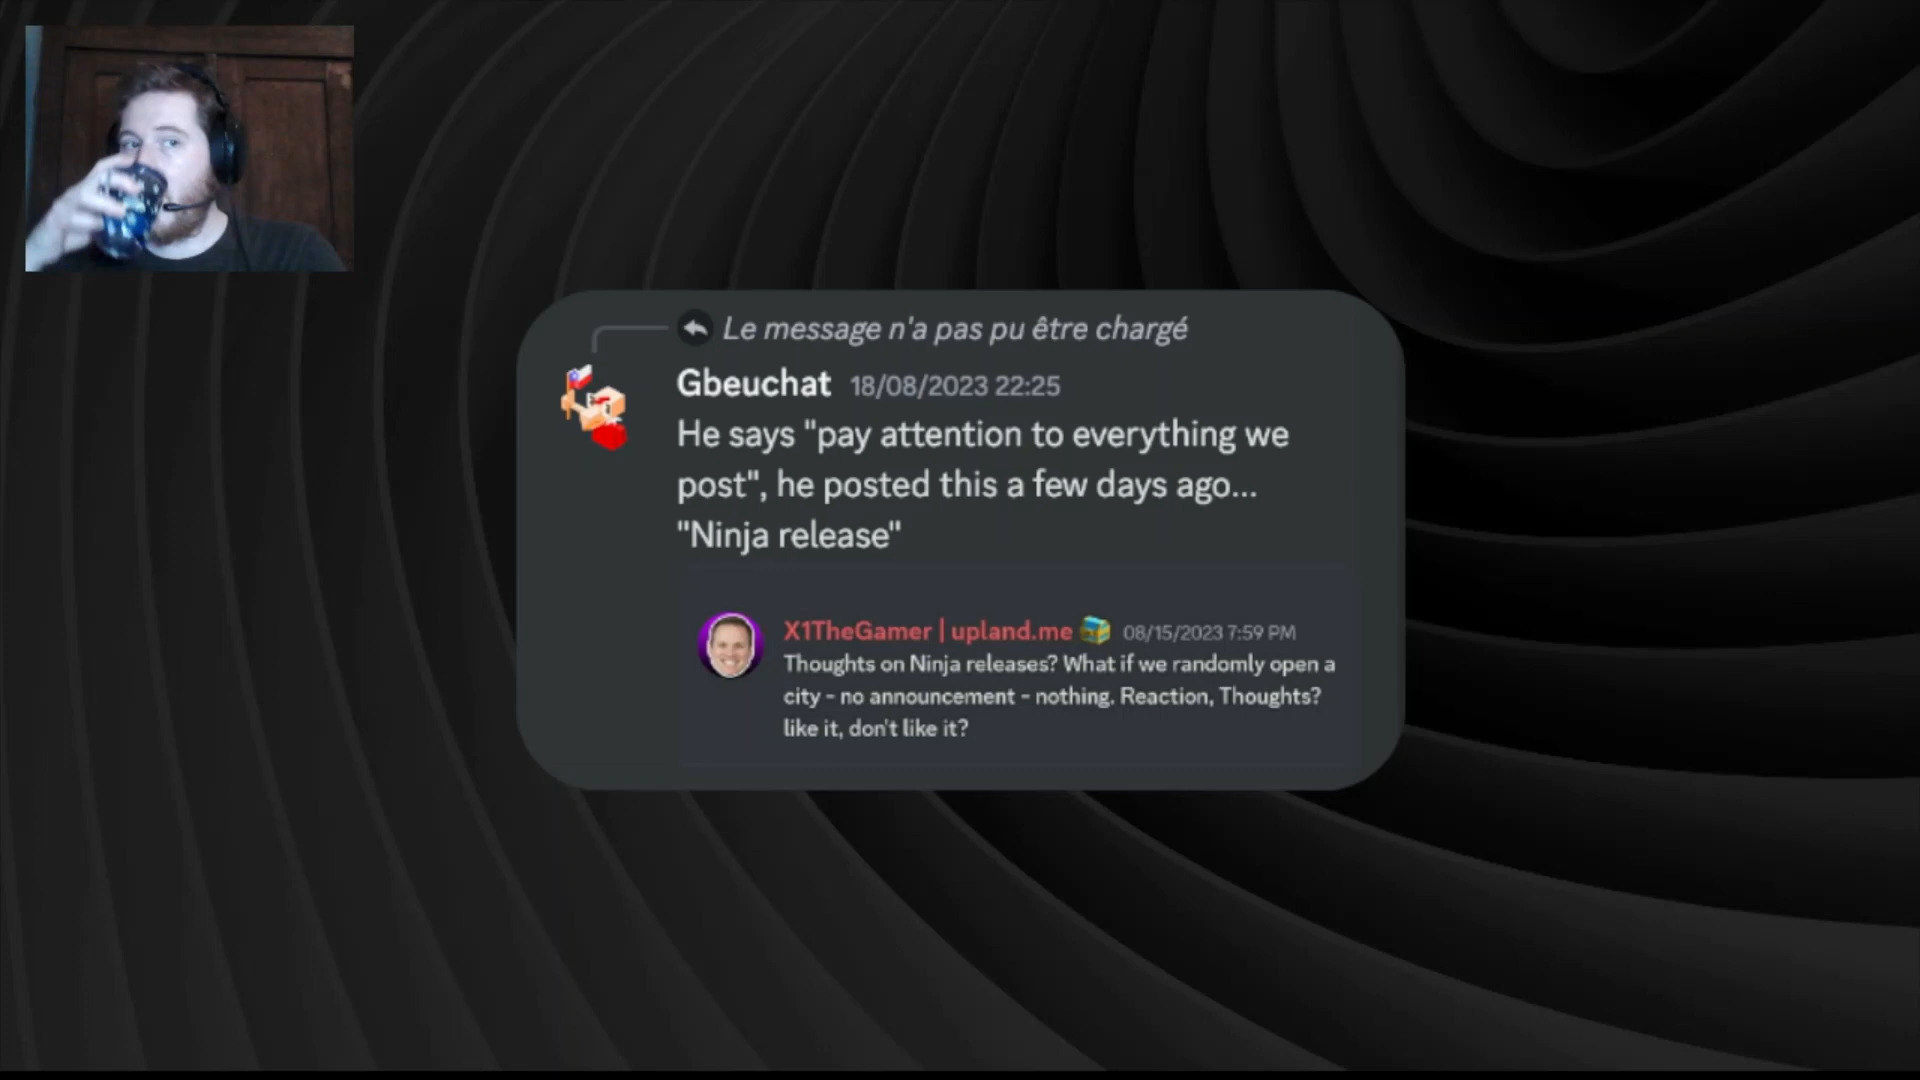 Le message n'a pas pu être chargé
Gbeuchat 18/08/2023 22:25
He says "pay attention to everything we
post", he posted this a few days ago...
"Ninja release"
X1TheGamer | upland.me 08/15/2023 7:59 PM
Thoughts on Ninja releases? What if we randomly open a
city - no announcement - nothing. Reaction, Thoughts?
like it, don't like it?